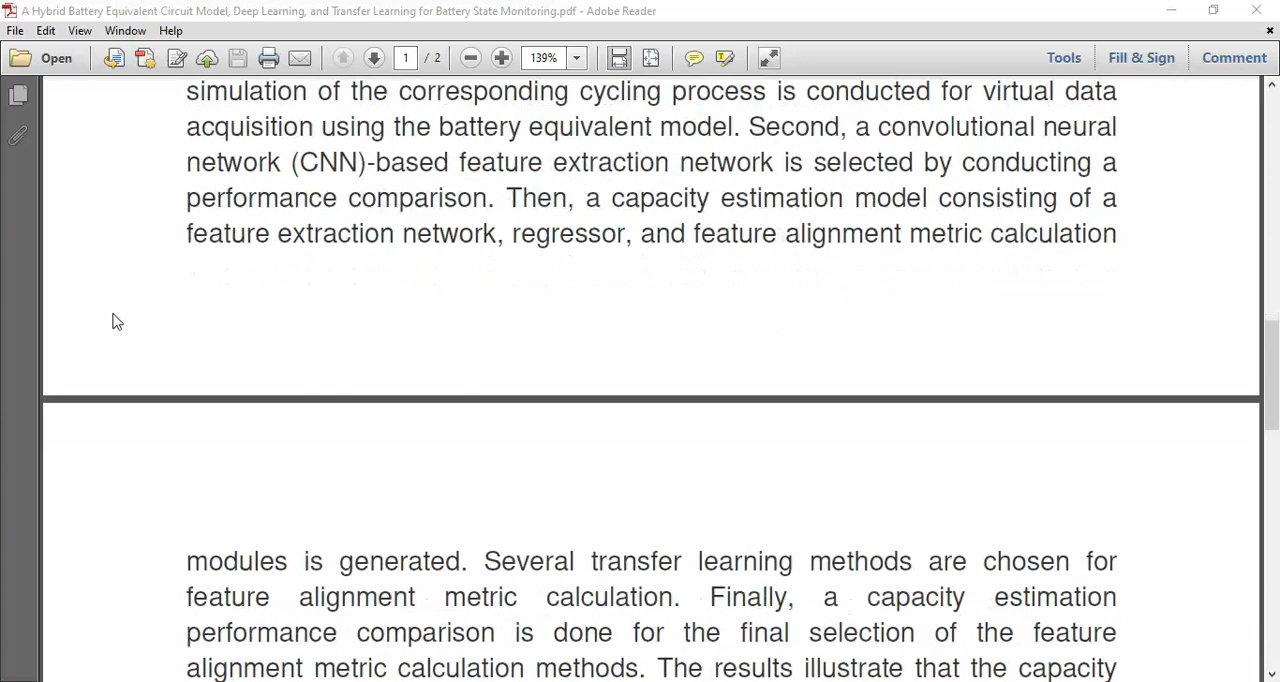 A Hybrid Battery Equivalent Circuit Model, Deep Learning, and Transfer Learning for Battery State Monitoring.pdf - Adobe Reader
File Edit View Window Help
Open 1 / 2 139% Tools Fill & Sign Comment
simulation of the corresponding cycling process is conducted for virtual data
acquisition using the battery equivalent model. Second, a convolutional neural
network (CNN)-based feature extraction network is selected by conducting a
performance comparison. Then, a capacity estimation model consisting of a
feature extraction network, regressor, and feature alignment metric calculation
modules is generated. Several transfer learning methods are chosen for
feature alignment metric calculation. Finally, a capacity estimation
performance comparison is done for the final selection of the feature
alignment metric calculation methods. The results illustrate that the capacity